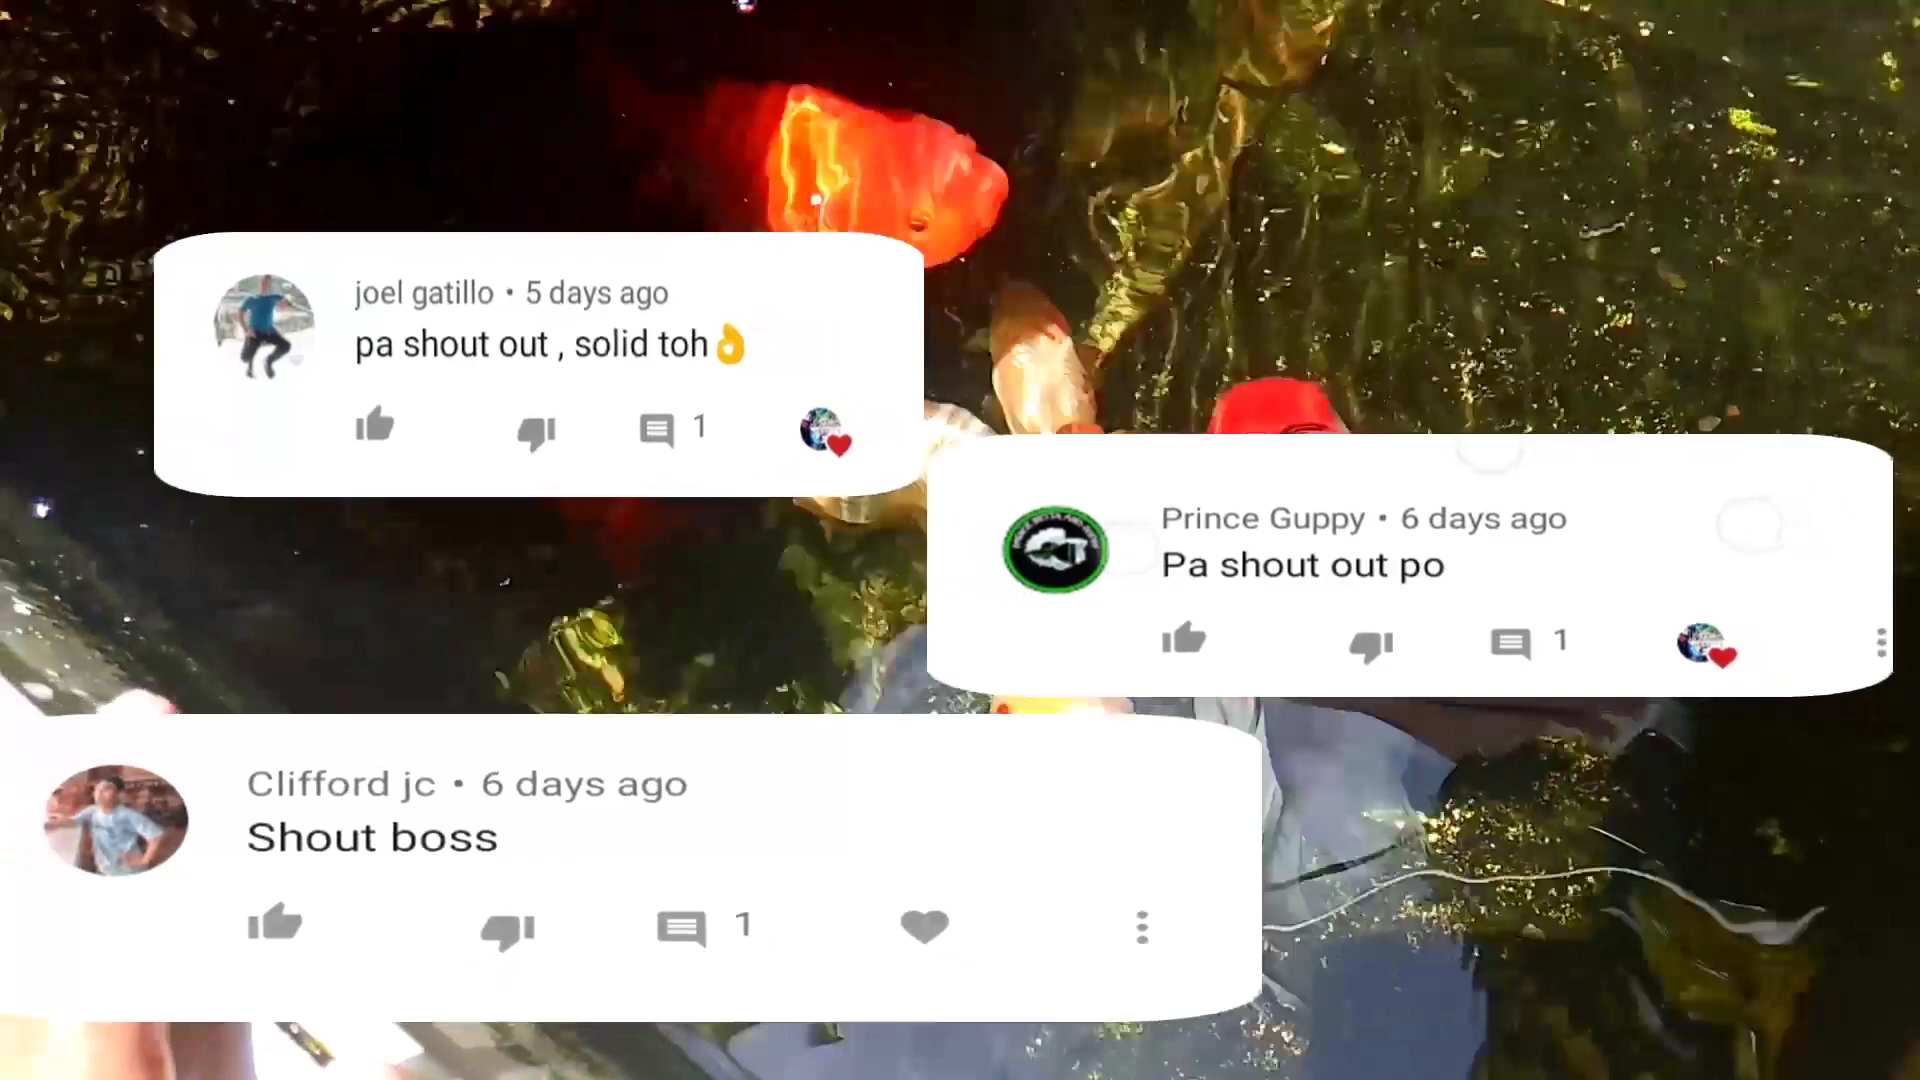 joel gatillo • 5 days ago
pa shout out , solid toh👌
1
Prince Guppy • 6 days ago
Pa shout out po
1
Clifford jc • 6 days ago
Shout boss
1